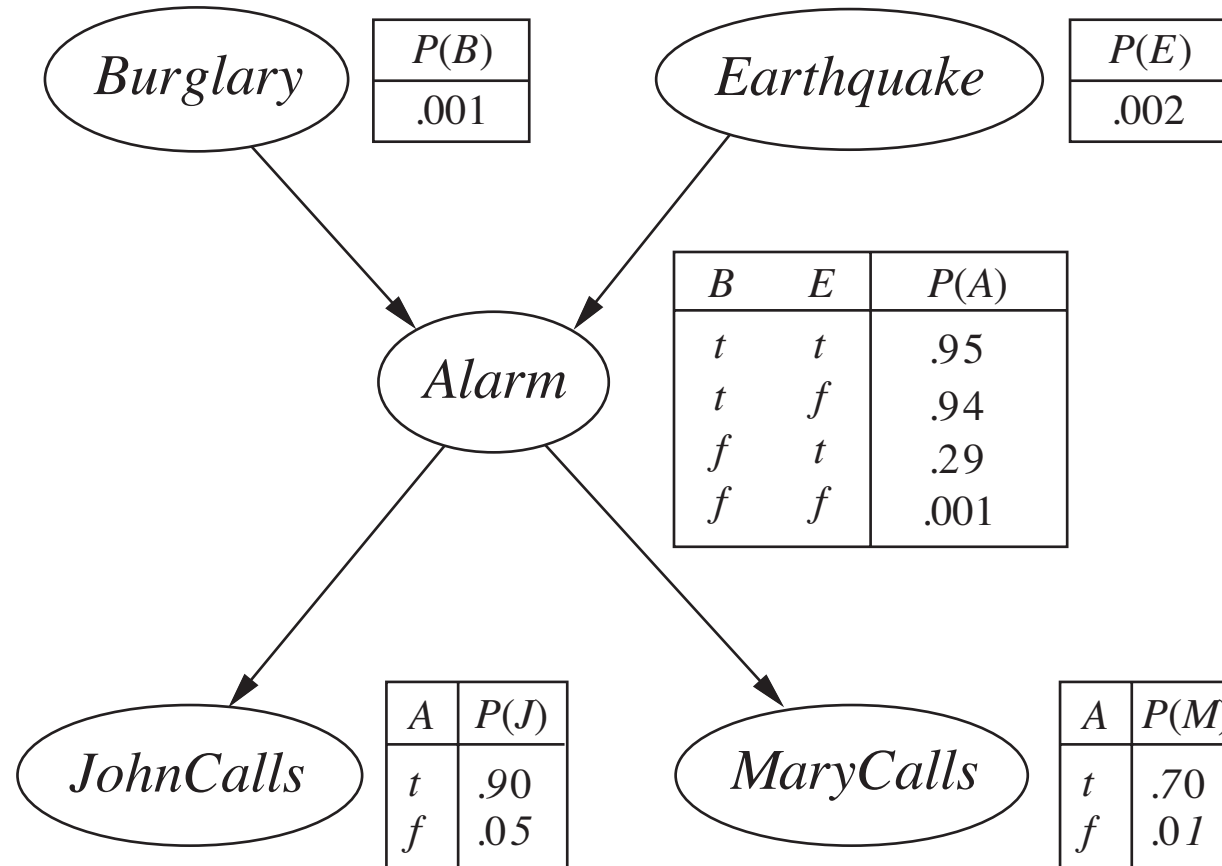 Burglary
P(B)
.001
Earthquake
P(E)
.002
Alarm
B E P(A)
t t .95
t f .94
f t .29
f f .001
JohnCalls
A P(J)
t .90
f .05
MaryCalls
A P(M)
t .70
f .01